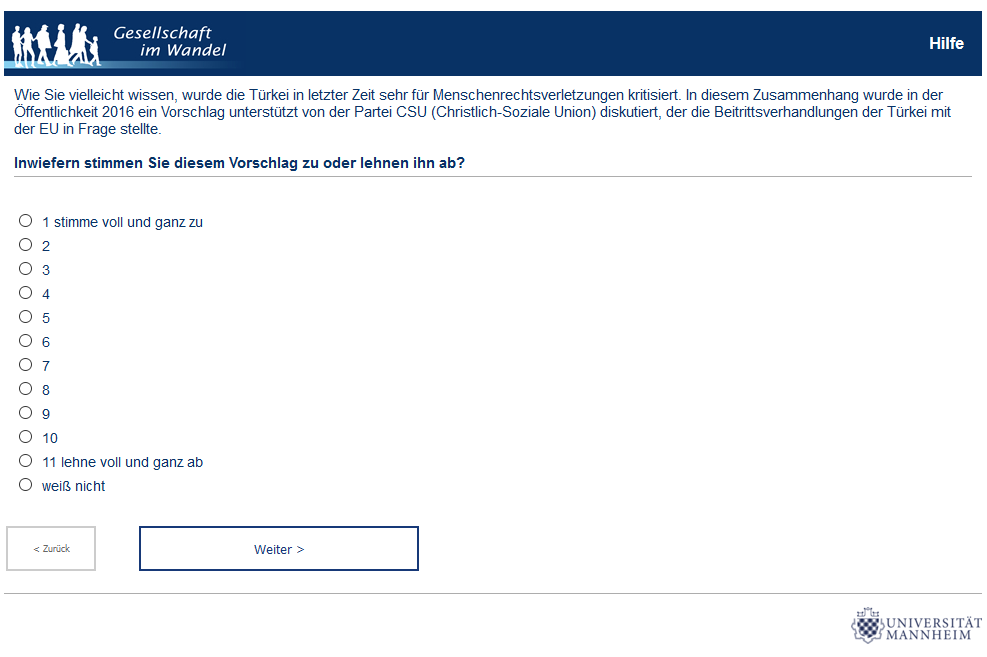 Gesellschaft
im Wandel
Hilfe
Wie Sie vielleicht wissen, wurde die Türkei in letzter Zeit sehr für Menschenrechtsverletzungen kritisiert. In diesem Zusammenhang wurde in der
Öffentlichkeit 2016 ein Vorschlag unterstützt von der Partei CSU (Christlich-Soziale Union) diskutiert, der die Beitrittsverhandlungen der Türkei mit
der EU in Frage stellte.
Inwiefern stimmen Sie diesem Vorschlag zu oder lehnen ihn ab?
1 stimme voll und ganz zu
2
3
4
5
6
7
8
9
10
11 lehne voll und ganz ab
weiß nicht
< Zurück
Weiter >
UNIVERSITÄT
MANNHEIM